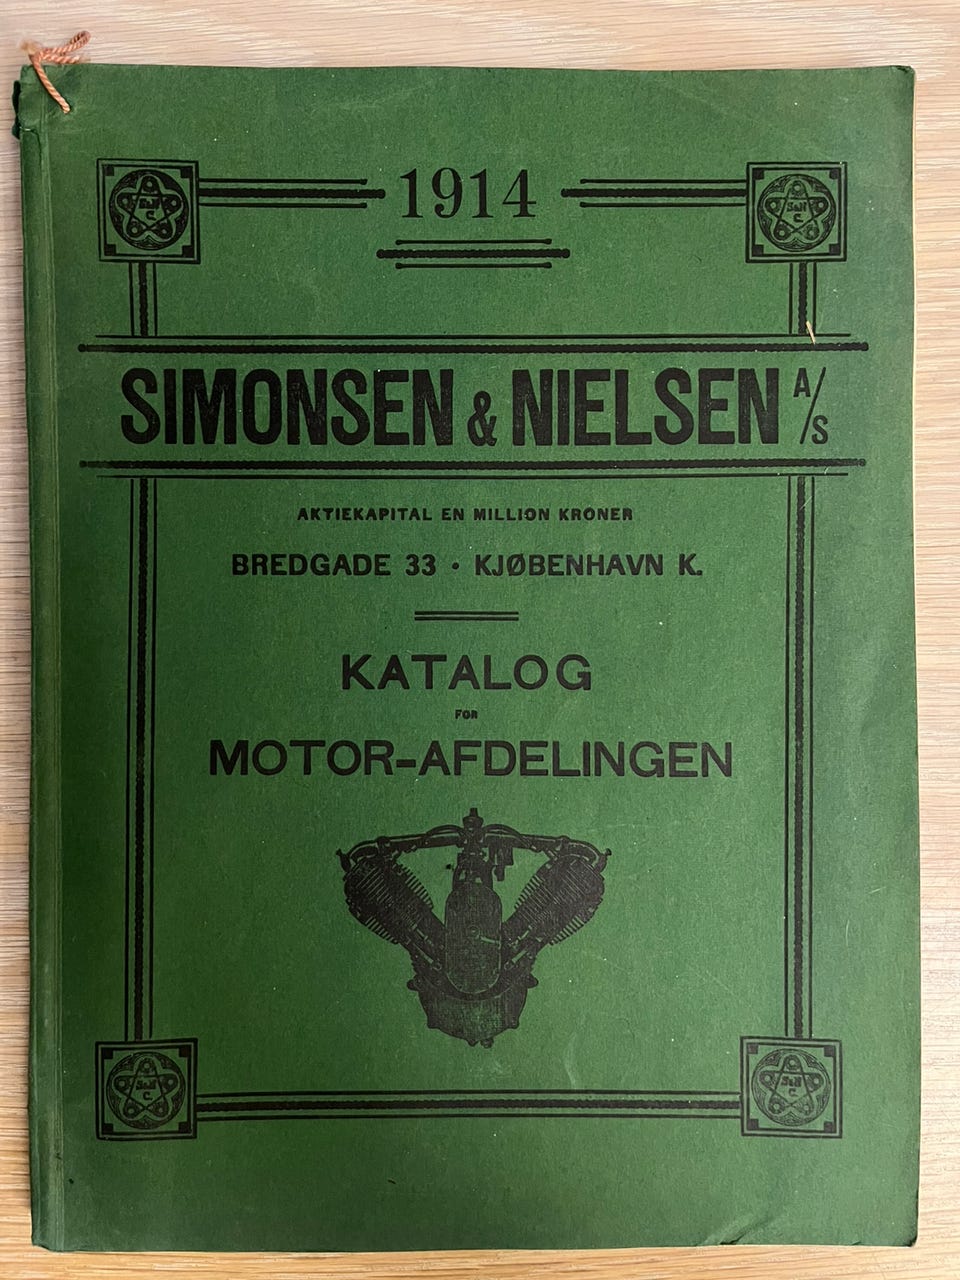 1914
S&N
C.
S&N
C.
SIMONSEN & NIELSEN A/S
AKTIEKAPITAL EN MILLION KRONER
BREDGADE 33 · KJØBENHAVN K.
KATALOG
FOR
MOTOR-AFDELINGEN
S&N
C.
S&N
C.